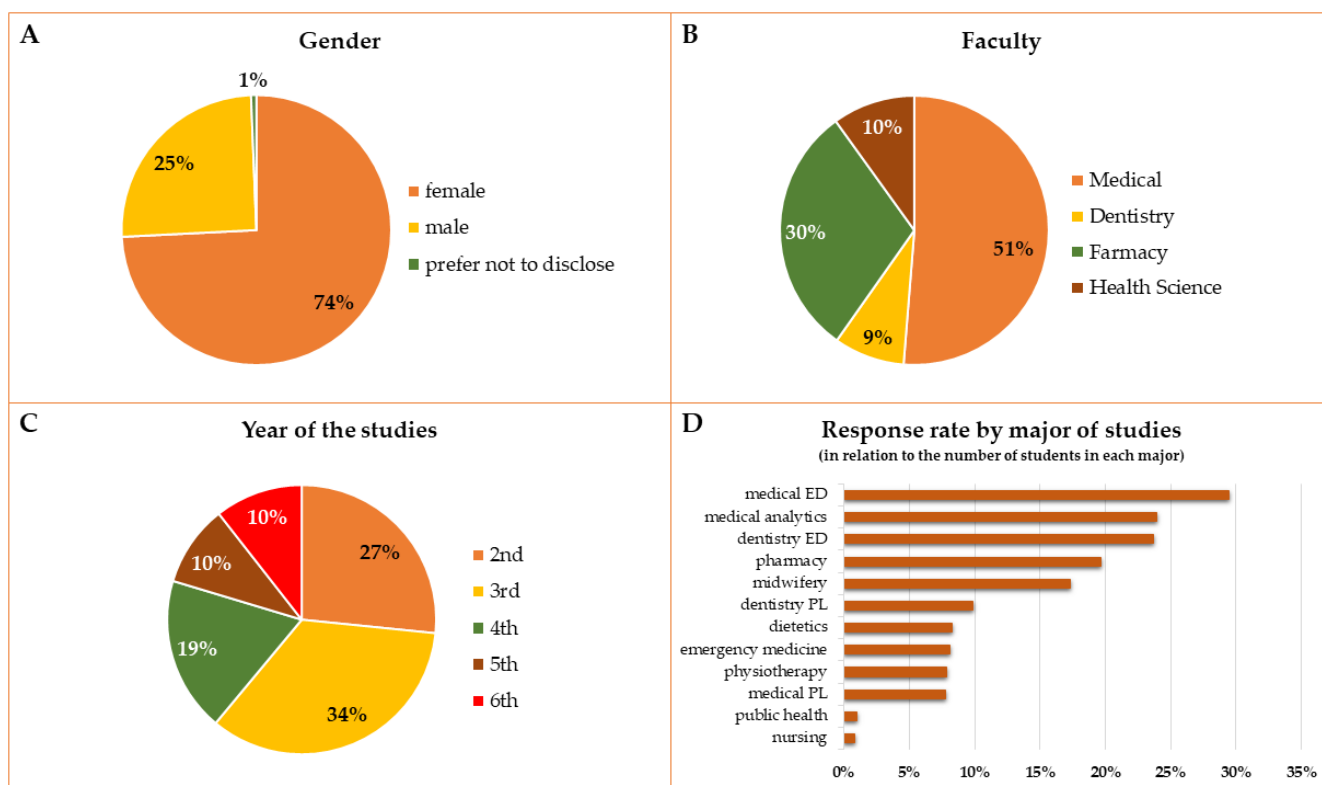 A
Gender
1%
25%
74%
female
male
prefer not to disclose
B
Faculty
10%
30%
51%
9%
Medical
Dentistry
Farmacy
Health Science
C
Year of the studies
10%
27%
10%
19%
34%
2nd
3rd
4th
5th
6th
D
Response rate by major of studies
(in relation to the number of students in each major)
medical ED
medical analytics
dentistry ED
pharmacy
midwifery
dentistry PL
dietetics
emergency medicine
physiotherapy
medical PL
public health
nursing
0% 5% 10% 15% 20% 25% 30% 35%